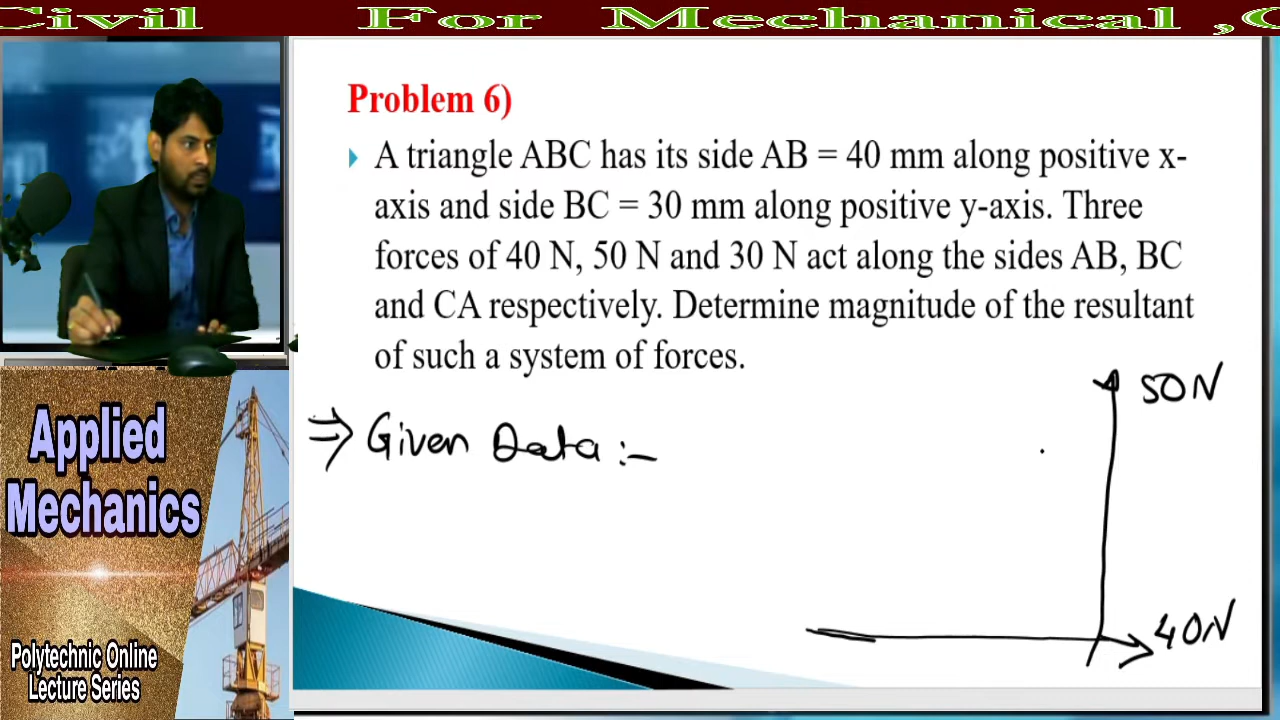 Civil For Mechanical ,C
Problem 6)
A triangle ABC has its side AB = 40 mm along positive x-
axis and side BC = 30 mm along positive y-axis. Three
forces of 40 N, 50 N and 30 N act along the sides AB, BC
and CA respectively. Determine magnitude of the resultant
of such a system of forces.
⇒ Given Data :-
50N
40N
Applied
Mechanics
Polytechnic Online
Lecture Series